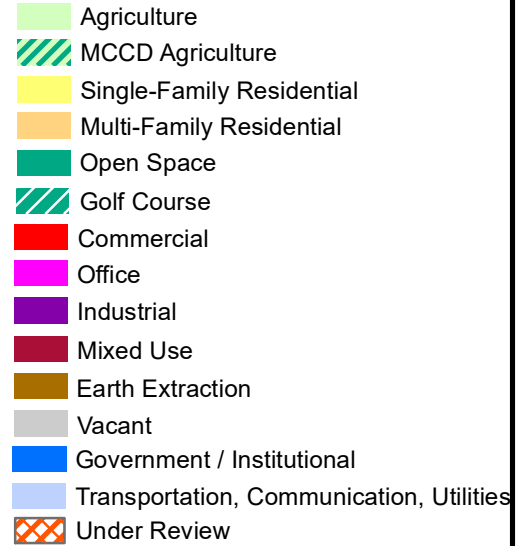 Agriculture
MCCD Agriculture
Single-Family Residential
Multi-Family Residential
Open Space
Golf Course
Commercial
Office
Industrial
Mixed Use
Earth Extraction
Vacant
Government / Institutional
Transportation, Communication, Utilities
Under Review